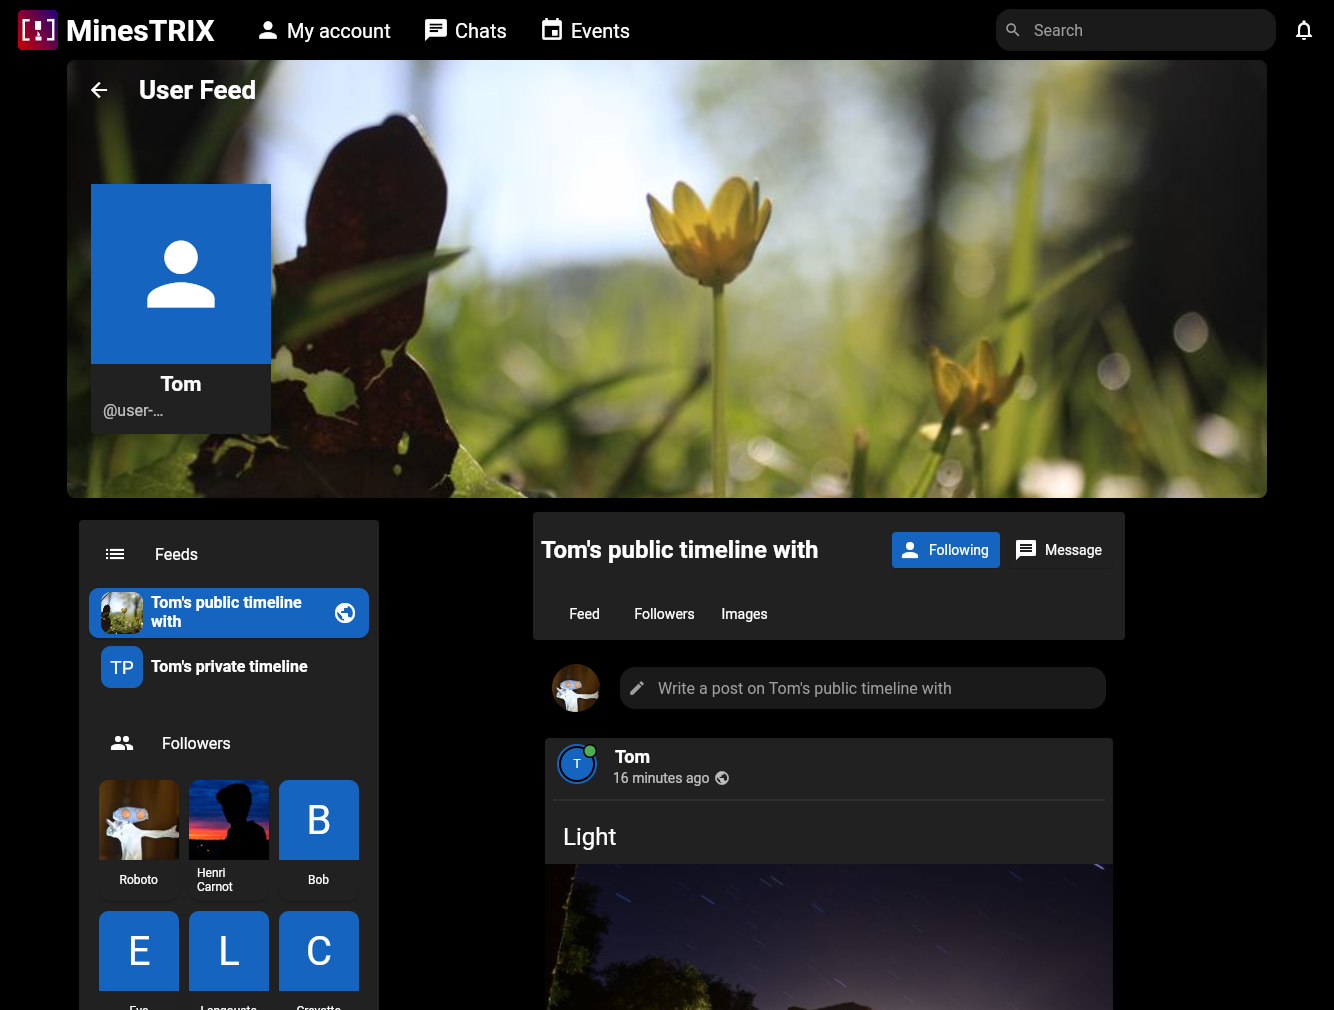 MinesTRIX
My account
Chats
Events
Search
User Feed
Tom
@user-...
Feeds
Tom's public timeline
with
TP
Tom's private timeline
Followers
Roboto
Henri
Carnot
B
Bob
E
L
C
Tom's public timeline with
Following
Message
Feed
Followers
Images
Write a post on Tom's public timeline with
T
Tom
16 minutes ago
Light